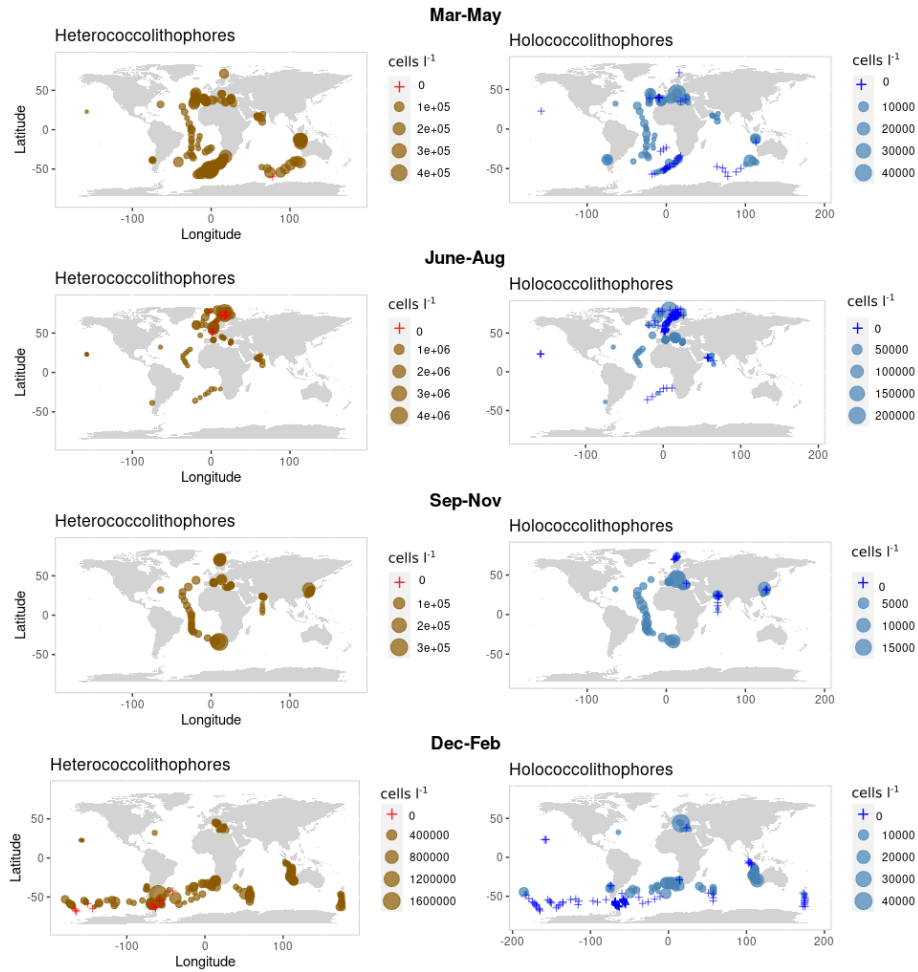 Mar-May
Heterococcolithophores
Holococcolithophores
cells l⁻¹
0
1e+05
2e+05
3e+05
4e+05
50
0
-50
Latitude
-100
0
100
Longitude
cells l⁻¹
0
10000
20000
30000
40000
50
0
-50
-100
0
100
200
June-Aug
Heterococcolithophores
Holococcolithophores
cells l⁻¹
0
1e+06
2e+06
3e+06
4e+06
50
0
-50
Latitude
-100
0
100
Longitude
cells l⁻¹
0
50000
100000
150000
200000
50
0
-50
-100
0
100
200
Sep-Nov
Heterococcolithophores
Holococcolithophores
cells l⁻¹
0
1e+05
2e+05
3e+05
50
0
-50
Latitude
-100
0
100
Longitude
cells l⁻¹
0
5000
10000
15000
50
0
-50
-100
0
100
200
Dec-Feb
Heterococcolithophores
Holococcolithophores
cells l⁻¹
0
400000
800000
1200000
1600000
50
0
-50
Latitude
-100
0
100
Longitude
cells l⁻¹
0
10000
20000
30000
40000
50
0
-50
-200
-100
0
100
200